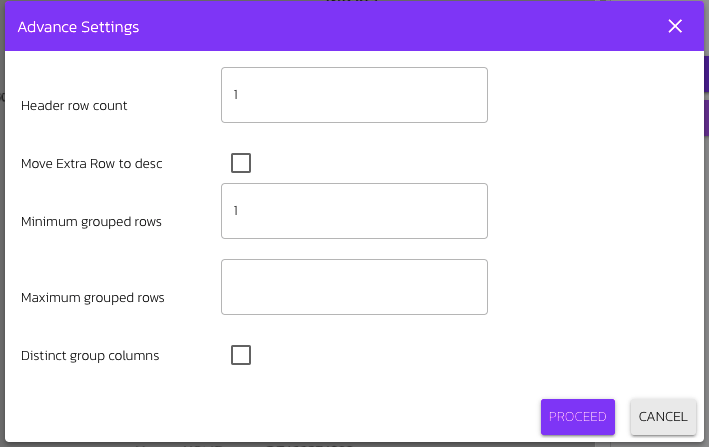 Advance Settings
Header row count
1
Move Extra Row to desc
Minimum grouped rows
1
Maximum grouped rows
Distinct group columns
PROCEED
CANCEL